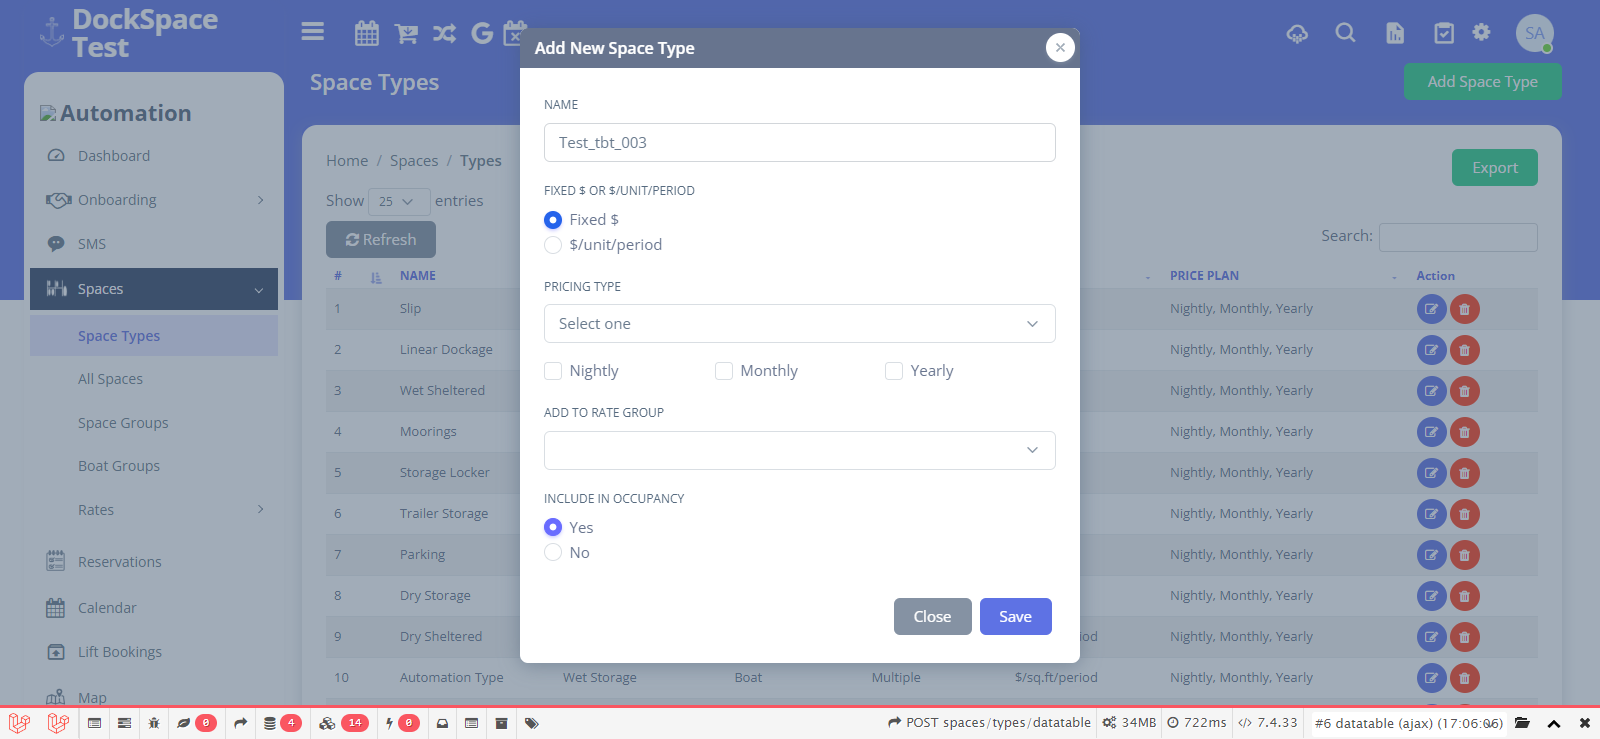 DockSpace
Test
SA
Space Types
Add Space Type
Automation
Dashboard
Onboarding
SMS
Spaces
Space Types
All Spaces
Space Groups
Boat Groups
Rates
Reservations
Calendar
Lift Bookings
Map
Home / Spaces / Types
Export
Show 25 entries
Refresh
Search:
# NAME PRICE PLAN Action
1 Slip Nightly, Monthly, Yearly
2 Linear Dockage Nightly, Monthly, Yearly
3 Wet Sheltered Nightly, Monthly, Yearly
4 Moorings Nightly, Monthly, Yearly
5 Storage Locker Nightly, Monthly, Yearly
6 Trailer Storage Nightly, Monthly, Yearly
7 Parking Nightly, Monthly, Yearly
8 Dry Storage Nightly, Monthly, Yearly
9 Dry Sheltered iod Nightly, Monthly, Yearly
10 Automation Type Wet Storage Boat Multiple $/sq.ft/period Nightly, Monthly, Yearly
Add New Space Type
NAME
Test_tbt_003
FIXED $ OR $/UNIT/PERIOD
Fixed $
$/unit/period
PRICING TYPE
Select one
Nightly Monthly Yearly
ADD TO RATE GROUP
INCLUDE IN OCCUPANCY
Yes
No
Close Save
0 4 14 0 POST spaces/types/datatable 34MB 722ms 7.4.33 #6 datatable (ajax) (17:06:06)